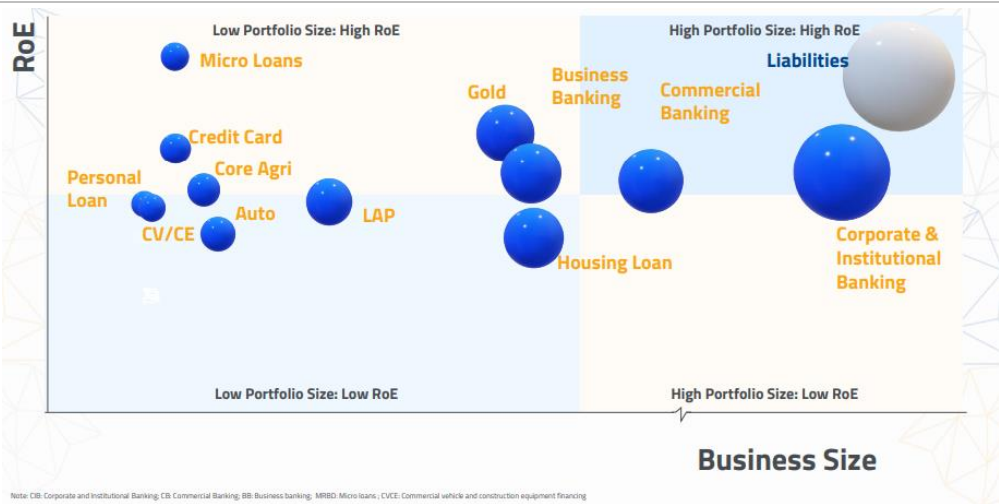 RoE
Low Portfolio Size: High RoE
High Portfolio Size: High RoE
Micro Loans
Liabilities
Gold
Business
Banking
Commercial
Banking
Credit Card
Core Agri
Personal
Loan
Auto
LAP
CV/CE
Housing Loan
Corporate &
Institutional
Banking
Low Portfolio Size: Low RoE
High Portfolio Size: Low RoE
Business Size
Note: CIB: Corporate and Institutional Banking; CB: Commercial Banking; BB: Business banking; MRBD: Micro loans ; CVCE: Commercial vehicle and construction equipment financing